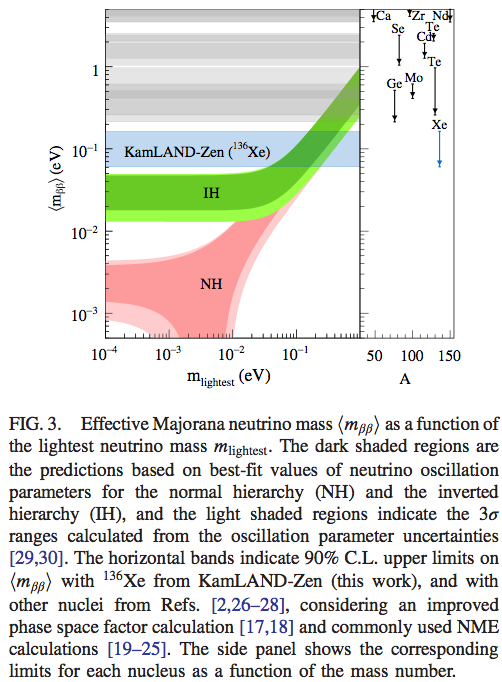 Ca
Zr
Nd
Se
Te
Cd
1
Te
Ge
Mo
Xe
10⁻¹
KamLAND-Zen (¹³⁶Xe)
⟨mββ⟩ (eV)
IH
10⁻²
NH
10⁻³
10⁻⁴
10⁻³
10⁻²
10⁻¹
50
100
150
mlightest (eV)
A
FIG. 3. Effective Majorana neutrino mass ⟨mββ⟩ as a function of
the lightest neutrino mass mlightest. The dark shaded regions are
the predictions based on best-fit values of neutrino oscillation
parameters for the normal hierarchy (NH) and the inverted
hierarchy (IH), and the light shaded regions indicate the 3σ
ranges calculated from the oscillation parameter uncertainties
[29,30]. The horizontal bands indicate 90% C.L. upper limits on
⟨mββ⟩ with ¹³⁶Xe from KamLAND-Zen (this work), and with
other nuclei from Refs. [2,26–28], considering an improved
phase space factor calculation [17,18] and commonly used NME
calculations [19–25]. The side panel shows the corresponding
limits for each nucleus as a function of the mass number.